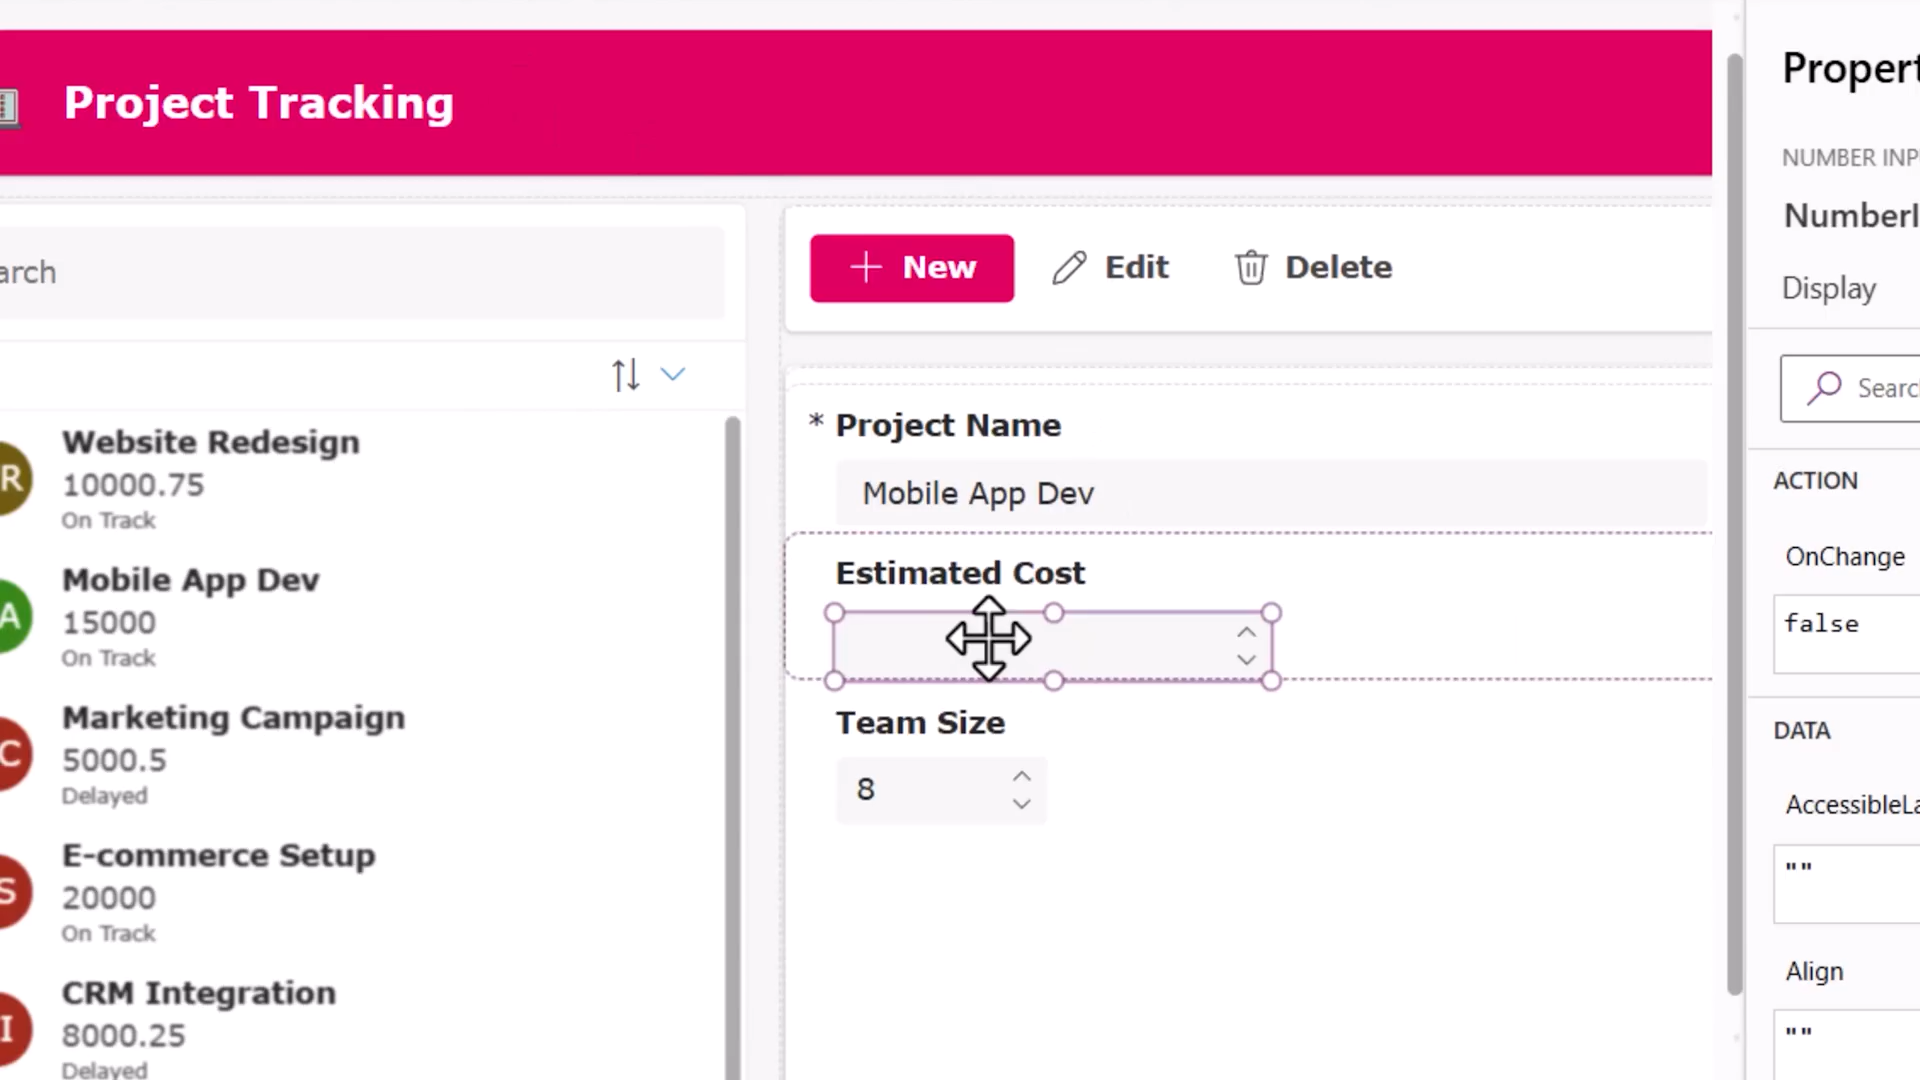 Project Tracking
arch
Website Redesign
10000.75
On Track
R
Mobile App Dev
15000
On Track
A
Marketing Campaign
5000.5
Delayed
C
E-commerce Setup
20000
On Track
S
CRM Integration
8000.25
Delayed
I
New
Edit
Delete
* Project Name
Mobile App Dev
Estimated Cost
Team Size
8
Propert
NUMBER INP
NumberI
Display
Searc
ACTION
OnChange
false
DATA
AccessibleLa
""
Align
""